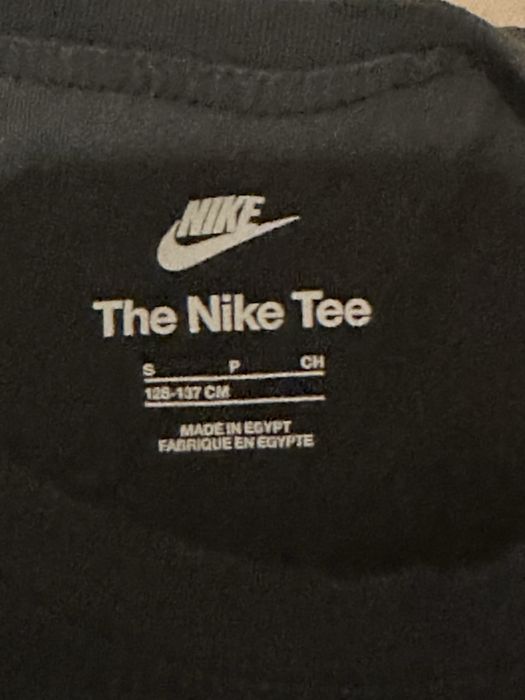 NIKE
The Nike Tee
S P CH
128-137 CM
MADE IN EGYPT
FABRIQUE EN EGYPTE